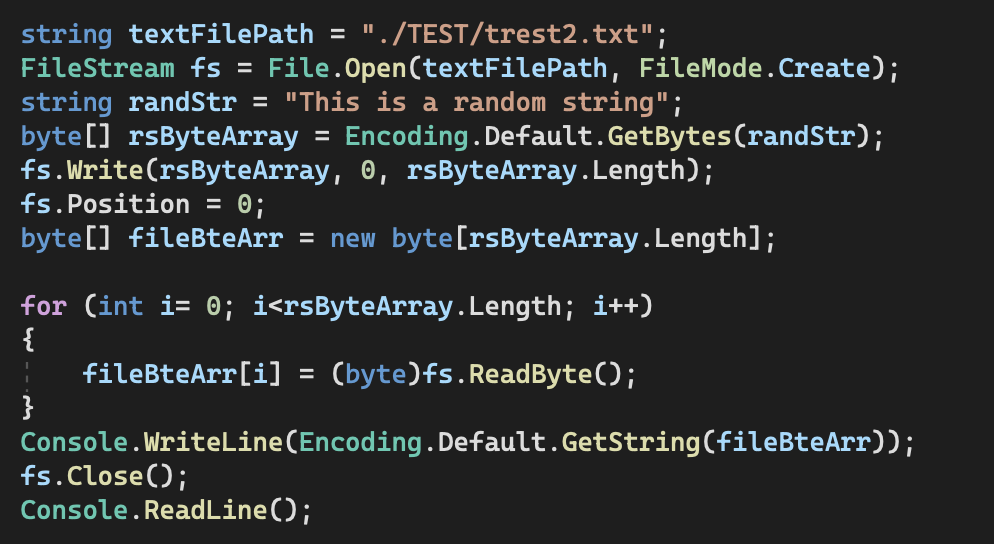 string textFilePath = "./TEST/trest2.txt";
FileStream fs = File.Open(textFilePath, FileMode.Create);
string randStr = "This is a random string";
byte[] rsByteArray = Encoding.Default.GetBytes(randStr);
fs.Write(rsByteArray, 0, rsByteArray.Length);
fs.Position = 0;
byte[] fileBteArr = new byte[rsByteArray.Length];

for (int i= 0; i<rsByteArray.Length; i++)
{
    fileBteArr[i] = (byte)fs.ReadByte();
}
Console.WriteLine(Encoding.Default.GetString(fileBteArr));
fs.Close();
Console.ReadLine();